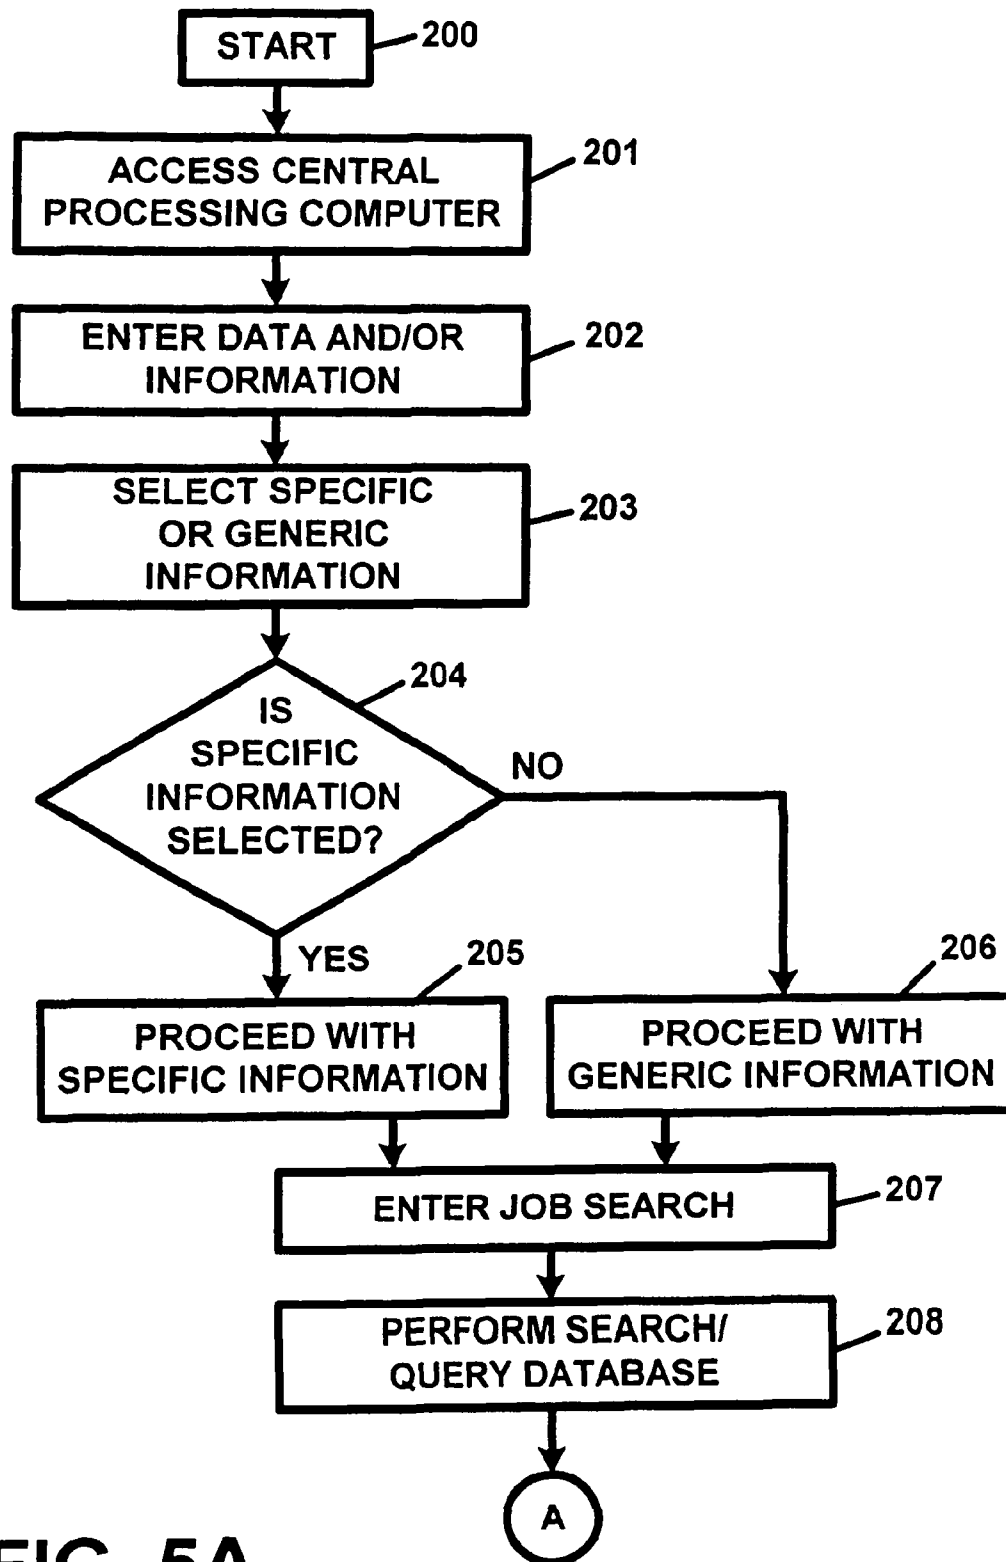 START
200
ACCESS CENTRAL
PROCESSING COMPUTER
201
ENTER DATA AND/OR
INFORMATION
202
SELECT SPECIFIC
OR GENERIC
INFORMATION
203
IS
SPECIFIC
INFORMATION
SELECTED?
204
NO
YES
205
PROCEED WITH
SPECIFIC INFORMATION
206
PROCEED WITH
GENERIC INFORMATION
ENTER JOB SEARCH
207
PERFORM SEARCH/
QUERY DATABASE
208
A
FIG. 5A